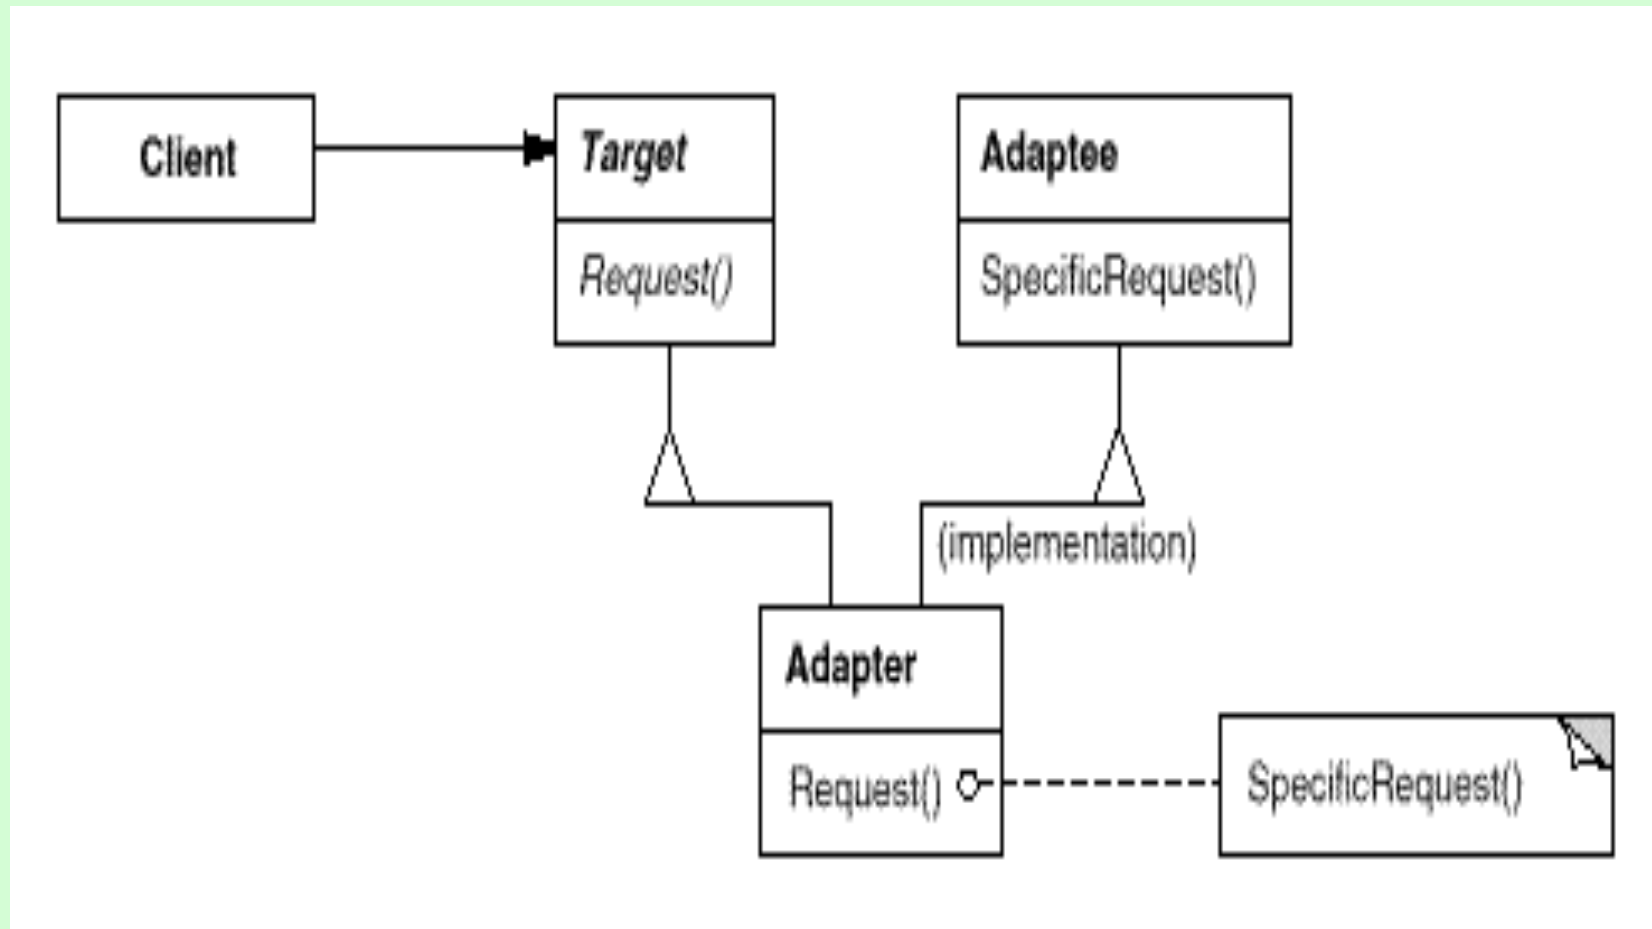 Client
Target
Request()
Adaptee
SpecificRequest()
(implementation)
Adapter
Request()
SpecificRequest()